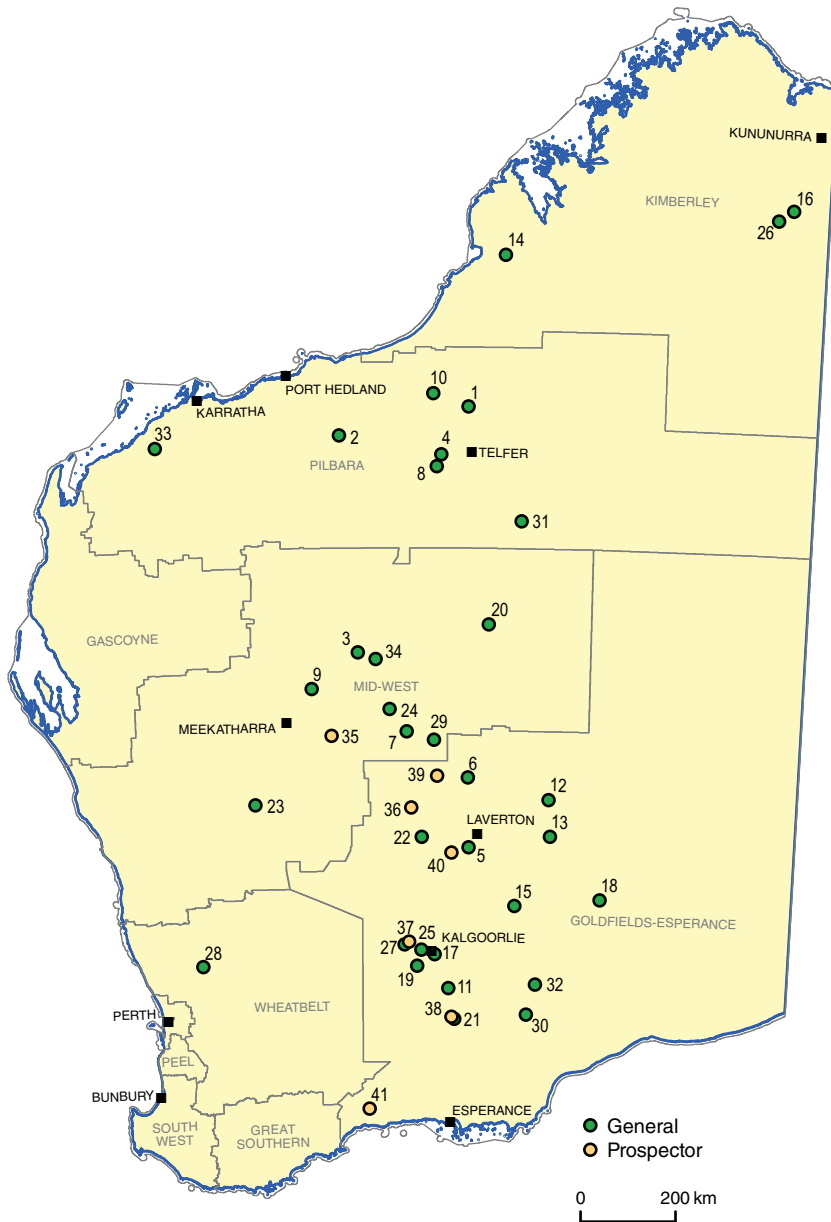 KUNUNURRA
KIMBERLEY
16
26
14
10
PORT HEDLAND
1
KARRATHA
33
2
4
TELFER
8
PILBARA
31
20
GASCOYNE
3
34
9
MID-WEST
24
MEEKATHARRA
29
35
7
39
6
12
36
23
LAVERTON
13
22
40
5
18
15
GOLDFIELDS-ESPERANCE
37
25
KALGOORLIE
27
17
28
19
11
32
WHEATBELT
38
21
30
PERTH
PEEL
BUNBURY
41
ESPERANCE
SOUTH
WEST
GREAT
SOUTHERN
General
Prospector
0
200 km